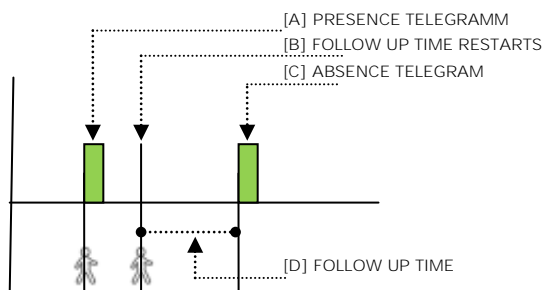 [A] PRESENCE TELEGRAMM
[B] FOLLOW UP TIME RESTARTS
[C] ABSENCE TELEGRAM
[D] FOLLOW UP TIME